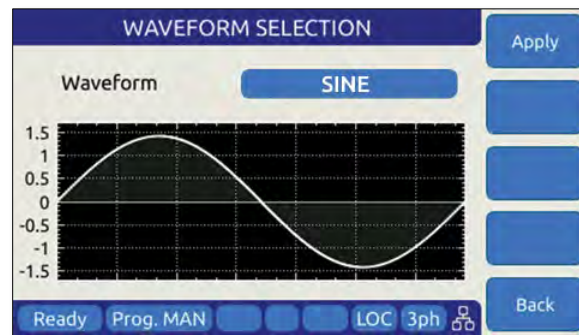 WAVEFORM SELECTION
Apply
Waveform
SINE
1.5
1
0.5
0
-0.5
-1
-1.5
Ready
Prog. MAN
LOC
3ph
Back